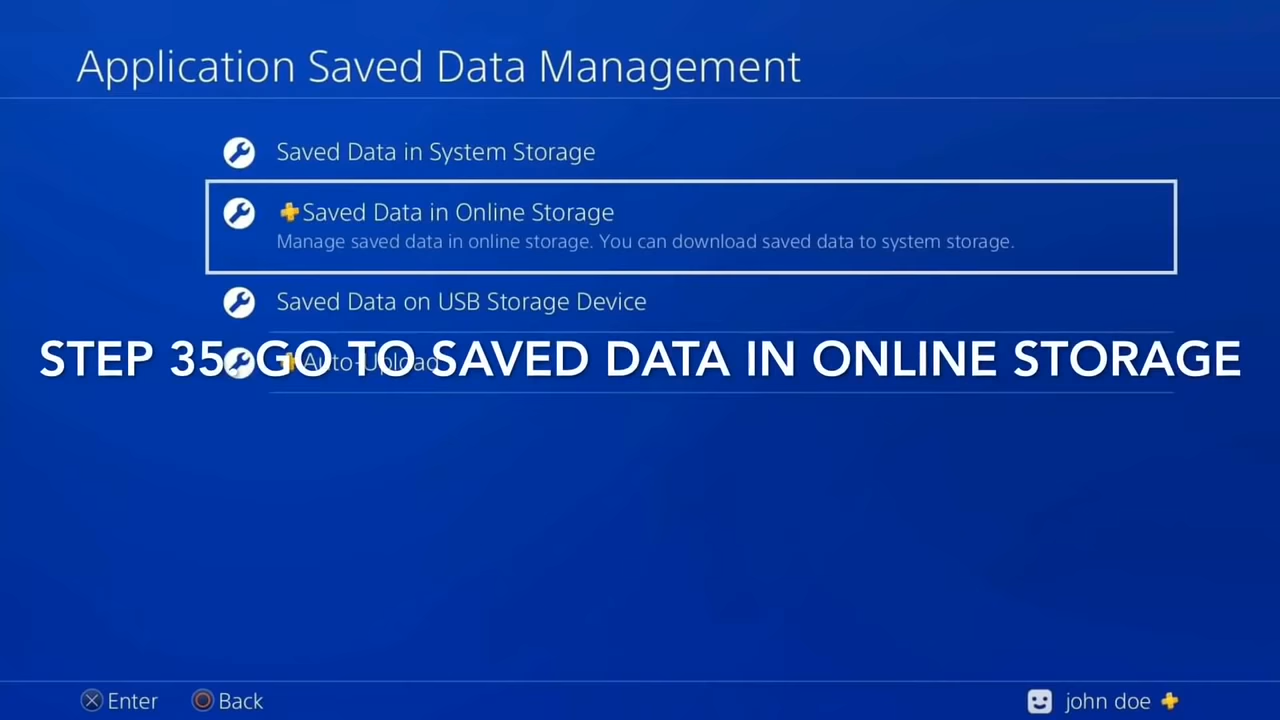 Application Saved Data Management
Saved Data in System Storage
Saved Data in Online Storage
Manage saved data in online storage. You can download saved data to system storage.
Saved Data on USB Storage Device
Auto-Upload
STEP 35: GO TO SAVED DATA IN ONLINE STORAGE
Enter Back john doe